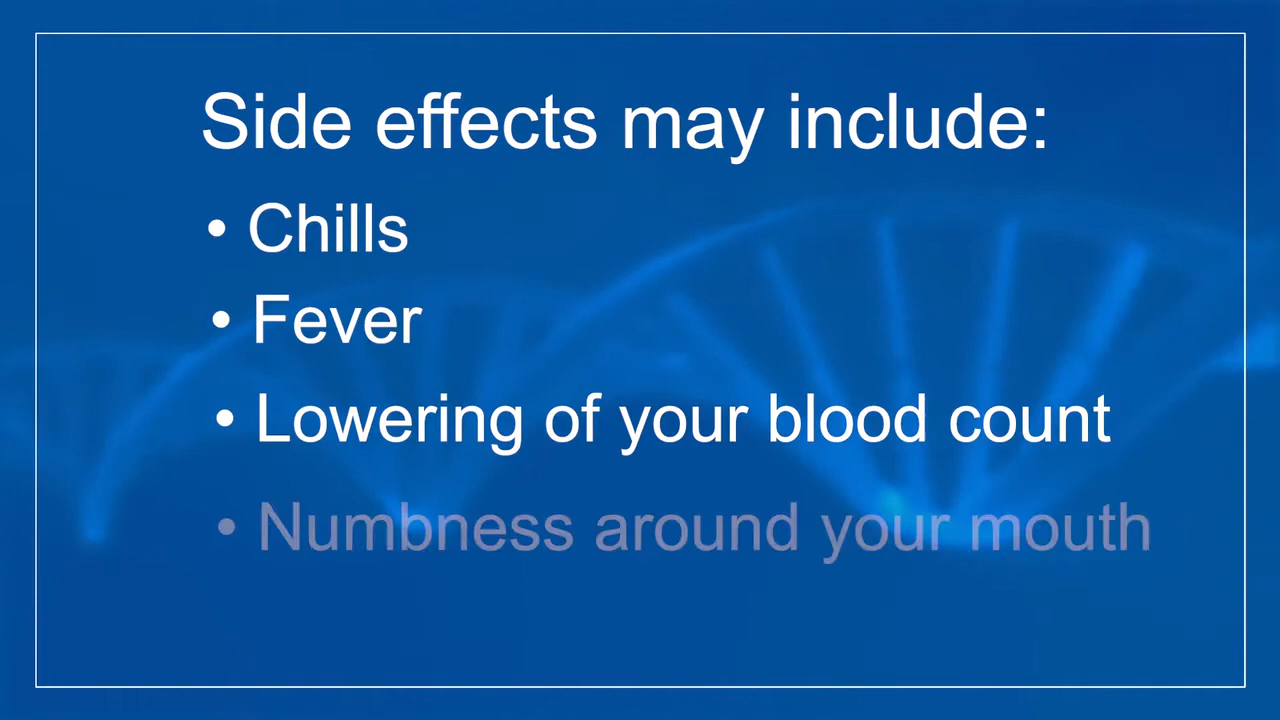 Side effects may include:
• Chills
• Fever
• Lowering of your blood count
• Numbness around your mouth